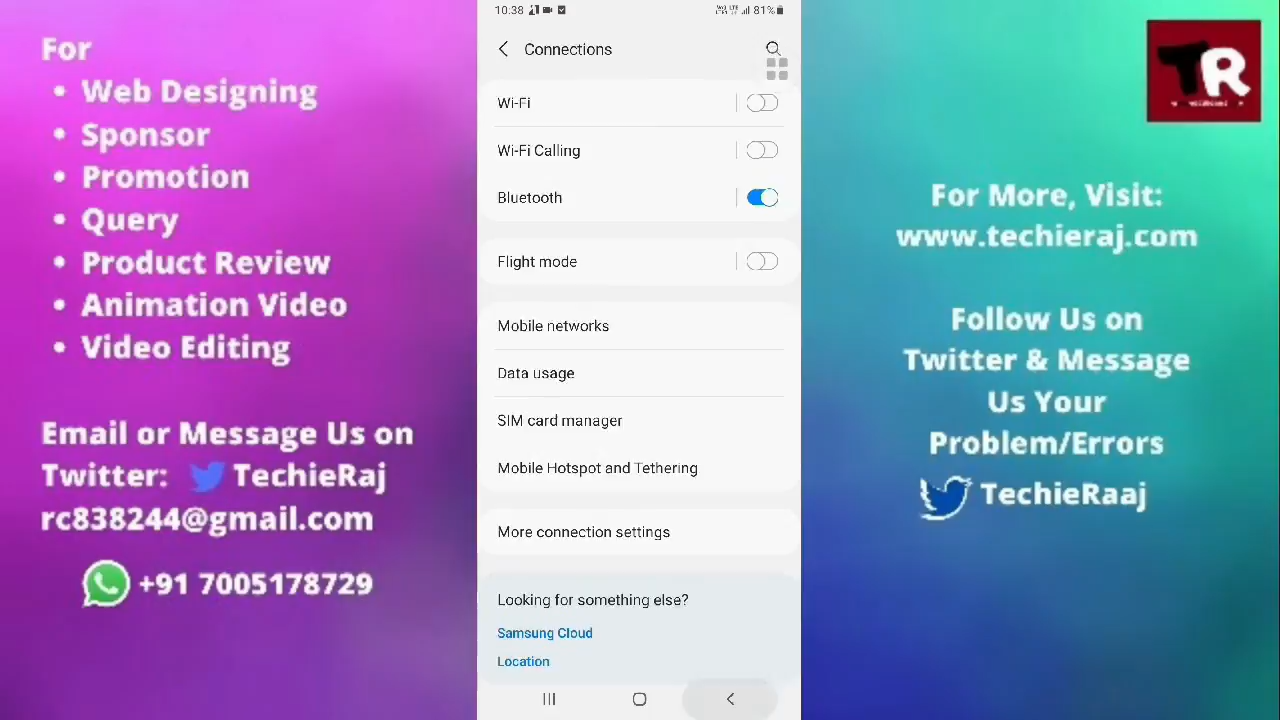 For
• Web Designing
• Sponsor
• Promotion
• Query
• Product Review
• Animation Video
• Video Editing
Email or Message Us on
Twitter: TechieRaj
rc838244@gmail.com
+91 7005178729
10.38
81%
Connections
Wi-Fi
Wi-Fi Calling
Bluetooth
Flight mode
Mobile networks
Data usage
SIM card manager
Mobile Hotspot and Tethering
More connection settings
Looking for something else?
Samsung Cloud
Location
TR
For More, Visit:
www.techieraj.com
Follow Us on
Twitter & Message
Us Your
Problem/Errors
TechieRaaj